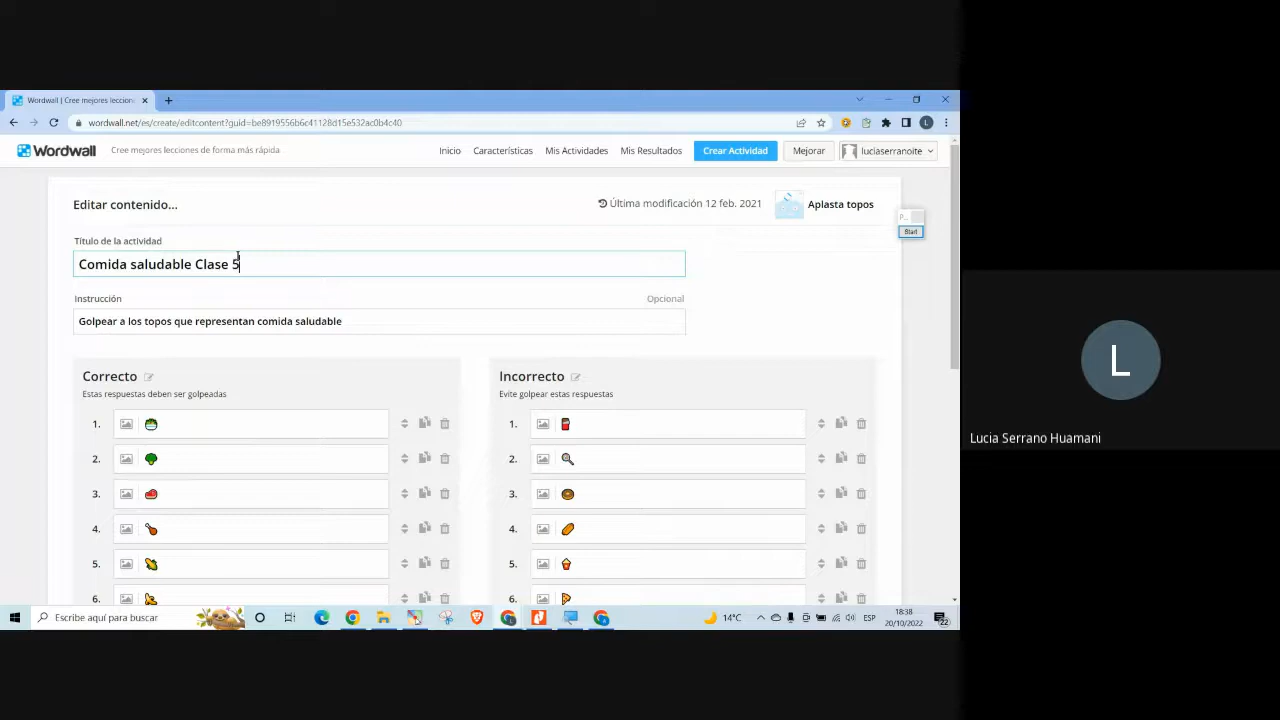 Wordwall | Cree mejores leccion
wordwall.net/es/create/editcontent?guid=be8919556b6c41128d15e532ac0b4c40
L
Wordwall
Cree mejores lecciones de forma más rápida
Inicio
Características
Mis Actividades
Mis Resultados
Crear Actividad
Mejorar
luciaserranoite
Editar contenido...
Última modificación 12 feb. 2021
Aplasta topos
Start
Título de la actividad
Comida saludable Clase 5
Instrucción
Opcional
Golpear a los topos que representan comida saludable
Correcto
Estas respuestas deben ser golpeadas
1.
2.
3.
4.
5.
6.
Incorrecto
Evite golpear estas respuestas
1.
2.
3.
4.
5.
6.
L
Lucia Serrano Huamani
Escribe aquí para buscar
14°C
ESP
18:38
20/10/2022
22